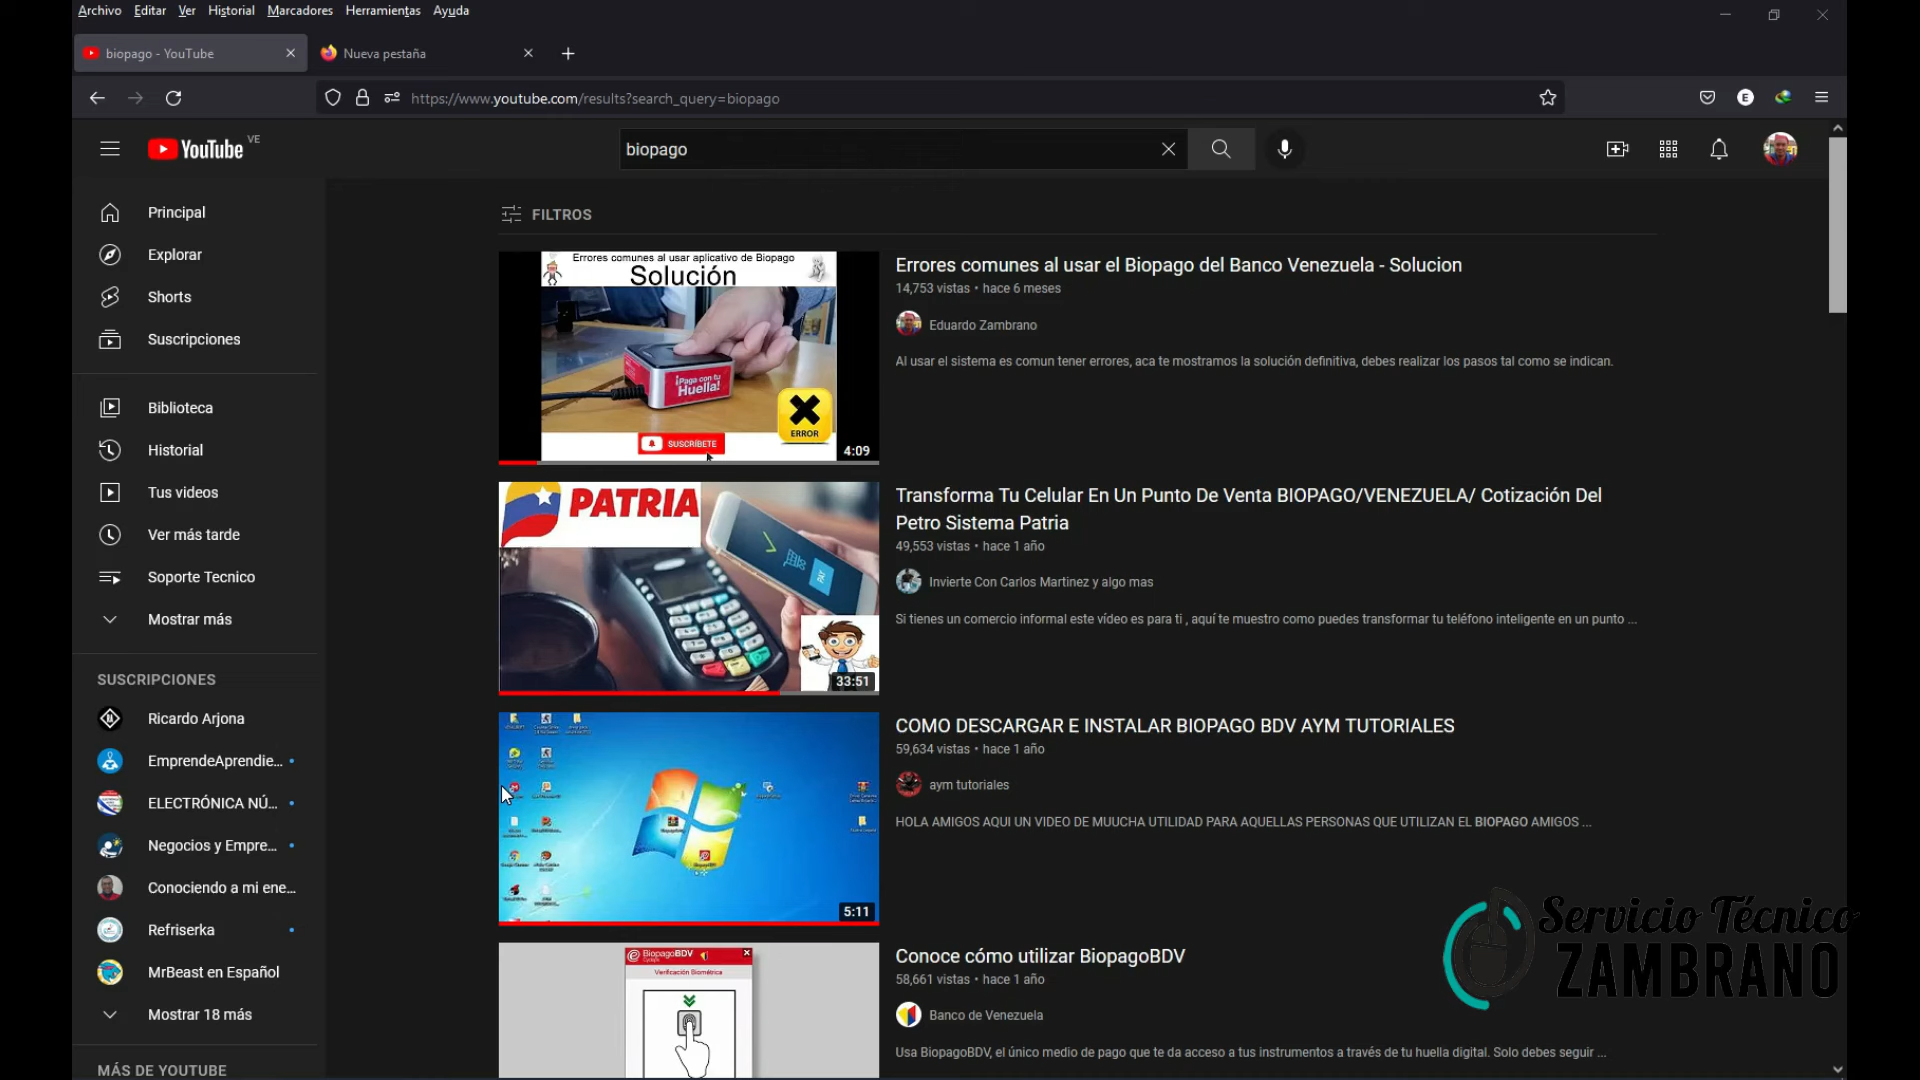 Archivo Editar Ver Historial Marcadores Herramientas Ayuda
biopago - YouTube
Nueva pestaña
https://www.youtube.com/results?search_query=biopago
E
YouTube VE
biopago
Principal
Explorar
Shorts
Suscripciones
Biblioteca
Historial
Tus videos
Ver más tarde
Soporte Tecnico
Mostrar más
SUSCRIPCIONES
Ricardo Arjona
EmprendeAprendie...
ELECTRÓNICA NÚ...
Negocios y Empre...
Conociendo a mi ene...
Refriserka
MrBeast en Español
Mostrar 18 más
MÁS DE YOUTUBE
FILTROS
Errores comunes al usar aplicativo de Biopago
Solución
¡Paga con tu
Huella!
ERROR
SUSCRÍBETE
4:09
Errores comunes al usar el Biopago del Banco Venezuela - Solucion
14,753 vistas • hace 6 meses
Eduardo Zambrano
Al usar el sistema es comun tener errores, aca te mostramos la solución definitiva, debes realizar los pasos tal como se indican.
PATRIA
PAY
33:51
Transforma Tu Celular En Un Punto De Venta BIOPAGO/VENEZUELA/ Cotización Del
Petro Sistema Patria
49,553 vistas • hace 1 año
Invierte Con Carlos Martinez y algo mas
Si tienes un comercio informal este vídeo es para ti , aquí te muestro como puedes transformar tu teléfono inteligente en un punto ...
5:11
COMO DESCARGAR E INSTALAR BIOPAGO BDV AYM TUTORIALES
59,634 vistas • hace 1 año
aym tutoriales
HOLA AMIGOS AQUI UN VIDEO DE MUUCHA UTILIDAD PARA AQUELLAS PERSONAS QUE UTILIZAN EL BIOPAGO AMIGOS ...
BiopagoBDV
Verificación Biométrica
Conoce cómo utilizar BiopagoBDV
58,661 vistas • hace 1 año
Banco de Venezuela
Usa BiopagoBDV, el único medio de pago que te da acceso a tus instrumentos a través de tu huella digital. Solo debes seguir ...
Servicio Técnico
ZAMBRANO